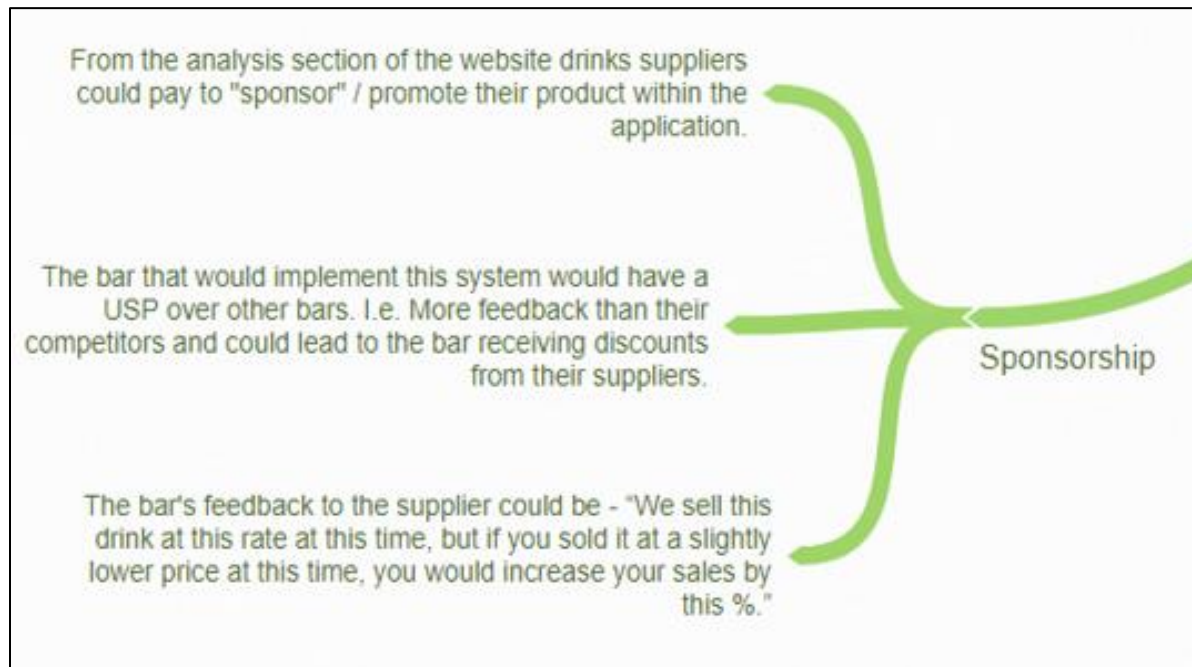 From the analysis section of the website drinks suppliers
could pay to "sponsor" / promote their product within the
application.
The bar that would implement this system would have a
USP over other bars. I.e. More feedback than their
competitors and could lead to the bar receiving discounts
from their suppliers.
Sponsorship
The bar's feedback to the supplier could be - “We sell this
drink at this rate at this time, but if you sold it at a slightly
lower price at this time, you would increase your sales by
this %.”